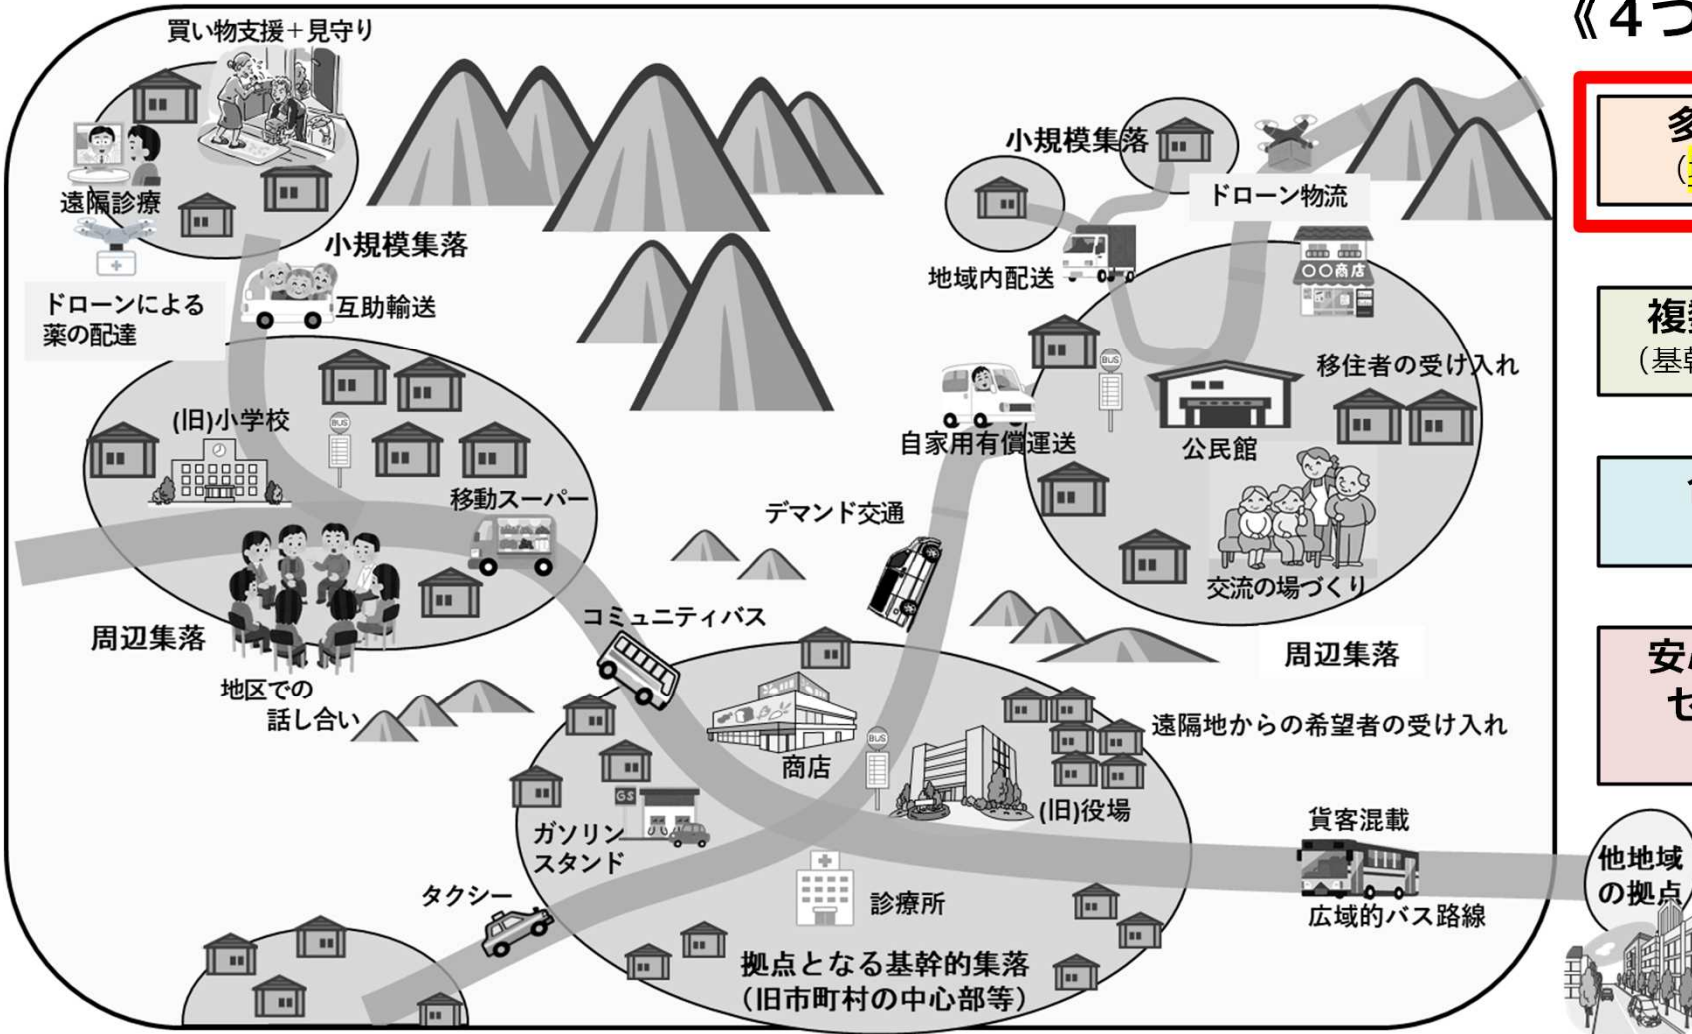 買い物支援＋見守り
遠隔診療
小規模集落
ドローンによる
薬の配達
互助輸送
(旧)小学校
BUS
移動スーパー
周辺集落
地区での
話し合い
小規模集落
ドローン物流
地域内配送
〇〇商店
BUS
移住者の受け入れ
自家用有償運送
公民館
交流の場づくり
周辺集落
デマンド交通
コミュニティバス
商店
BUS
遠隔地からの希望者の受け入れ
(旧)役場
GS
ガソリン
スタンド
タクシー
診療所
拠点となる基幹的集落
（旧市町村の中心部等）
貨客混載
広域的バス路線
他地域
の拠点
《４つ
多
複
（基幹
安
セ